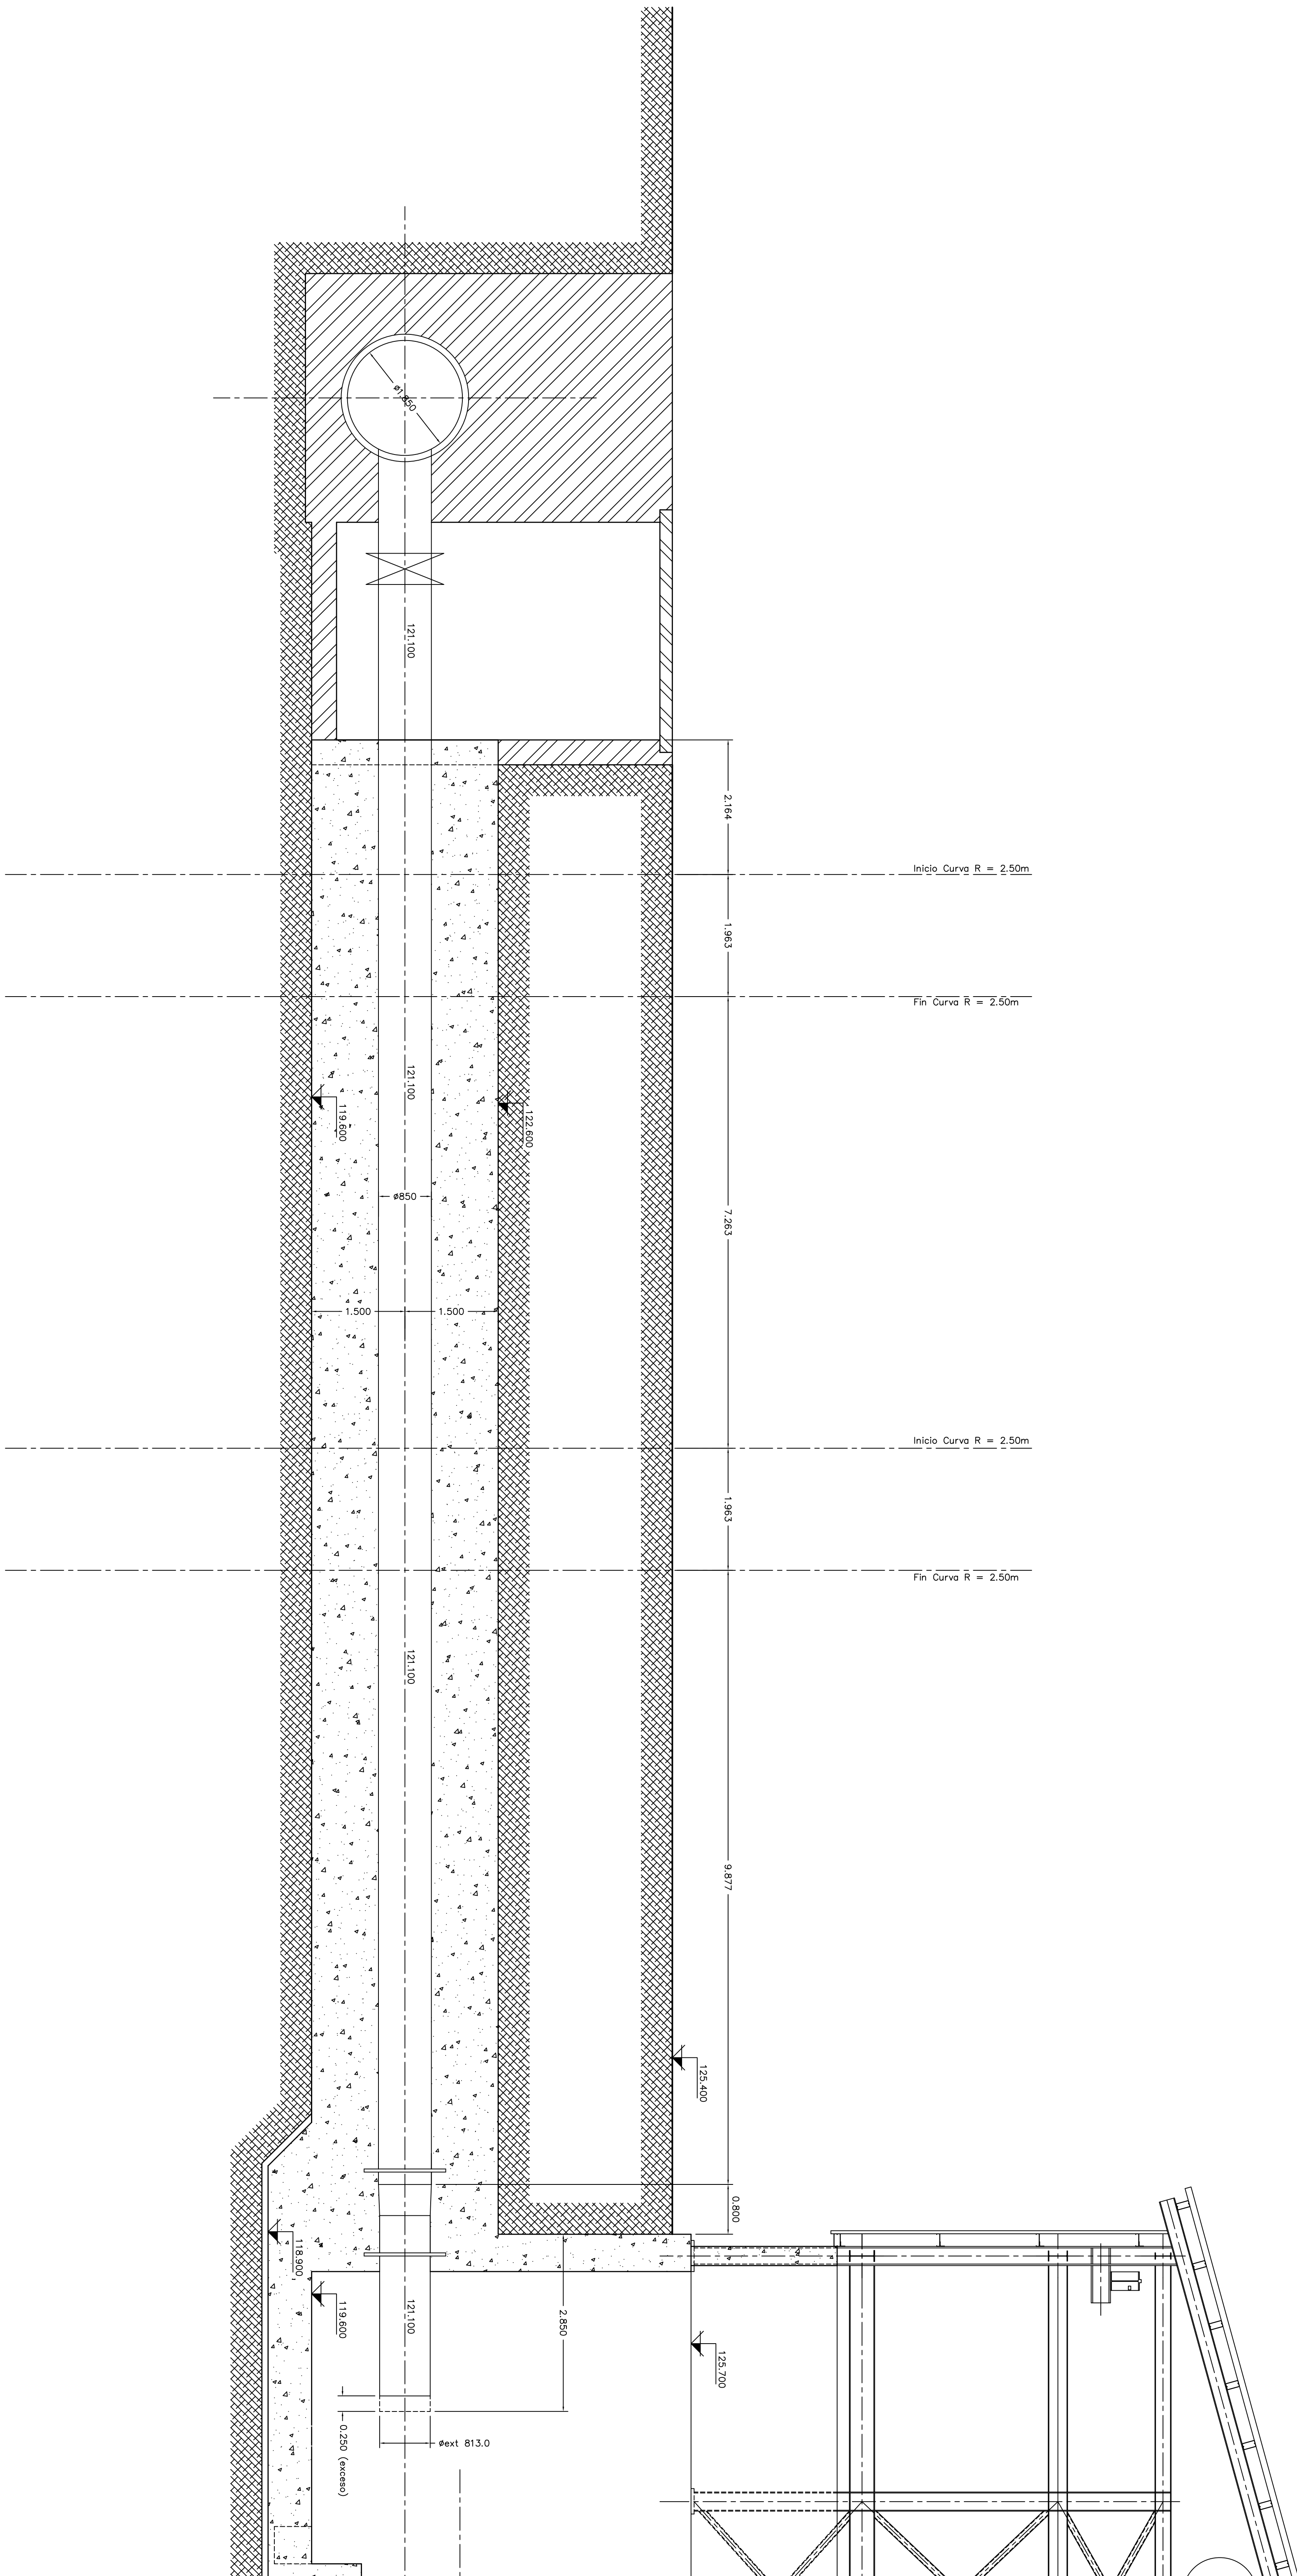 ø1.850
121.100
2.164
Inicio Curva R = 2.50m
1.963
Fin Curva R = 2.50m
121.100
119.600
122.600
ø850
7.263
1.500
1.500
Inicio Curva R = 2.50m
1.963
Fin Curva R = 2.50m
121.100
9.877
125.400
0.800
118.900
119.600
121.100
2.850
125.700
0.250 (exceso)
øext 813.0